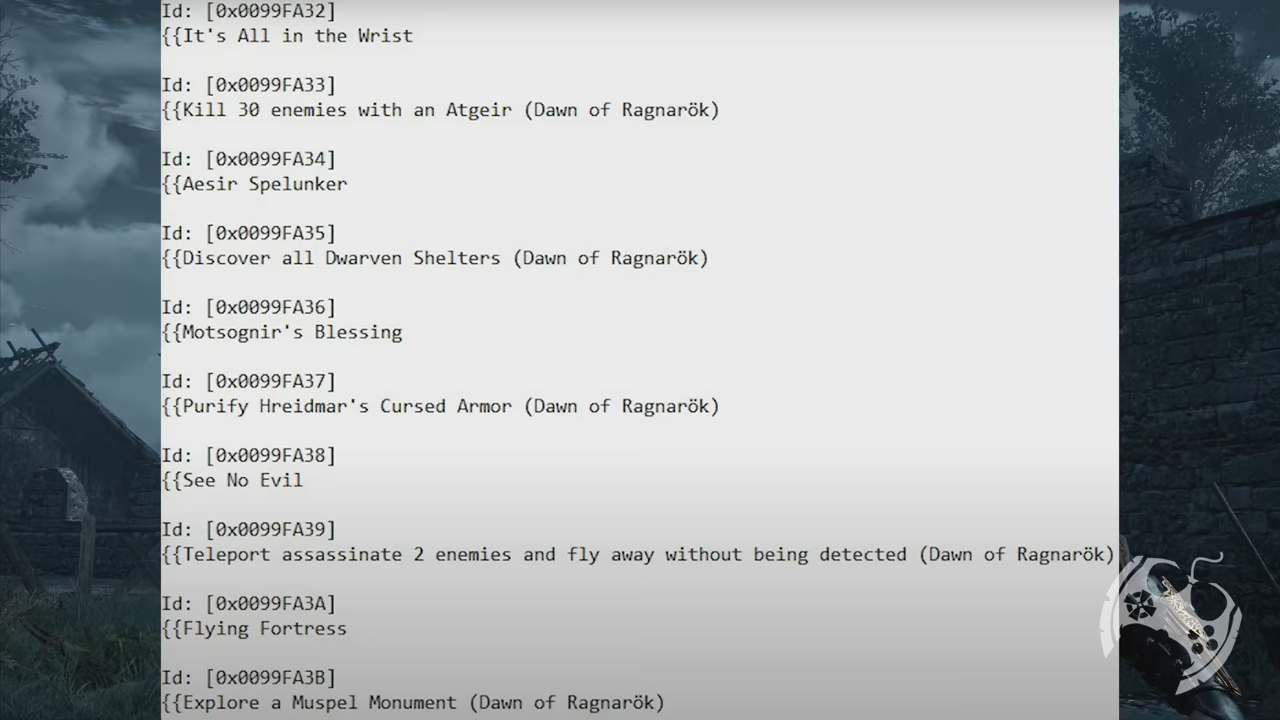 Id: [0x0099FA32]
{{It's All in the Wrist
Id: [0x0099FA33]
{{Kill 30 enemies with an Atgeir (Dawn of Ragnarök)
Id: [0x0099FA34]
{{Aesir Spelunker
Id: [0x0099FA35]
{{Discover all Dwarven Shelters (Dawn of Ragnarök)
Id: [0x0099FA36]
{{Motsognir's Blessing
Id: [0x0099FA37]
{{Purify Hreidmar's Cursed Armor (Dawn of Ragnarök)
Id: [0x0099FA38]
{{See No Evil
Id: [0x0099FA39]
{{Teleport assassinate 2 enemies and fly away without being detected (Dawn of Ragnarök)
Id: [0x0099FA3A]
{{Flying Fortress
Id: [0x0099FA3B]
{{Explore a Muspel Monument (Dawn of Ragnarök)